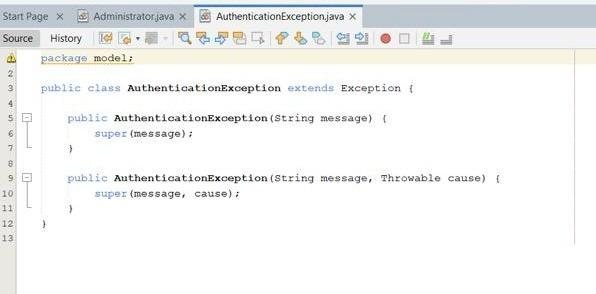 Start Page Administrator.java AuthenticationException.java
Source History
1 package model;
2
3 public class AuthenticationException extends Exception {
4
5 public AuthenticationException(String message) {
6 super(message);
7 }
8
9 public AuthenticationException(String message, Throwable cause) {
10 super(message, cause);
11 }
12 }
13